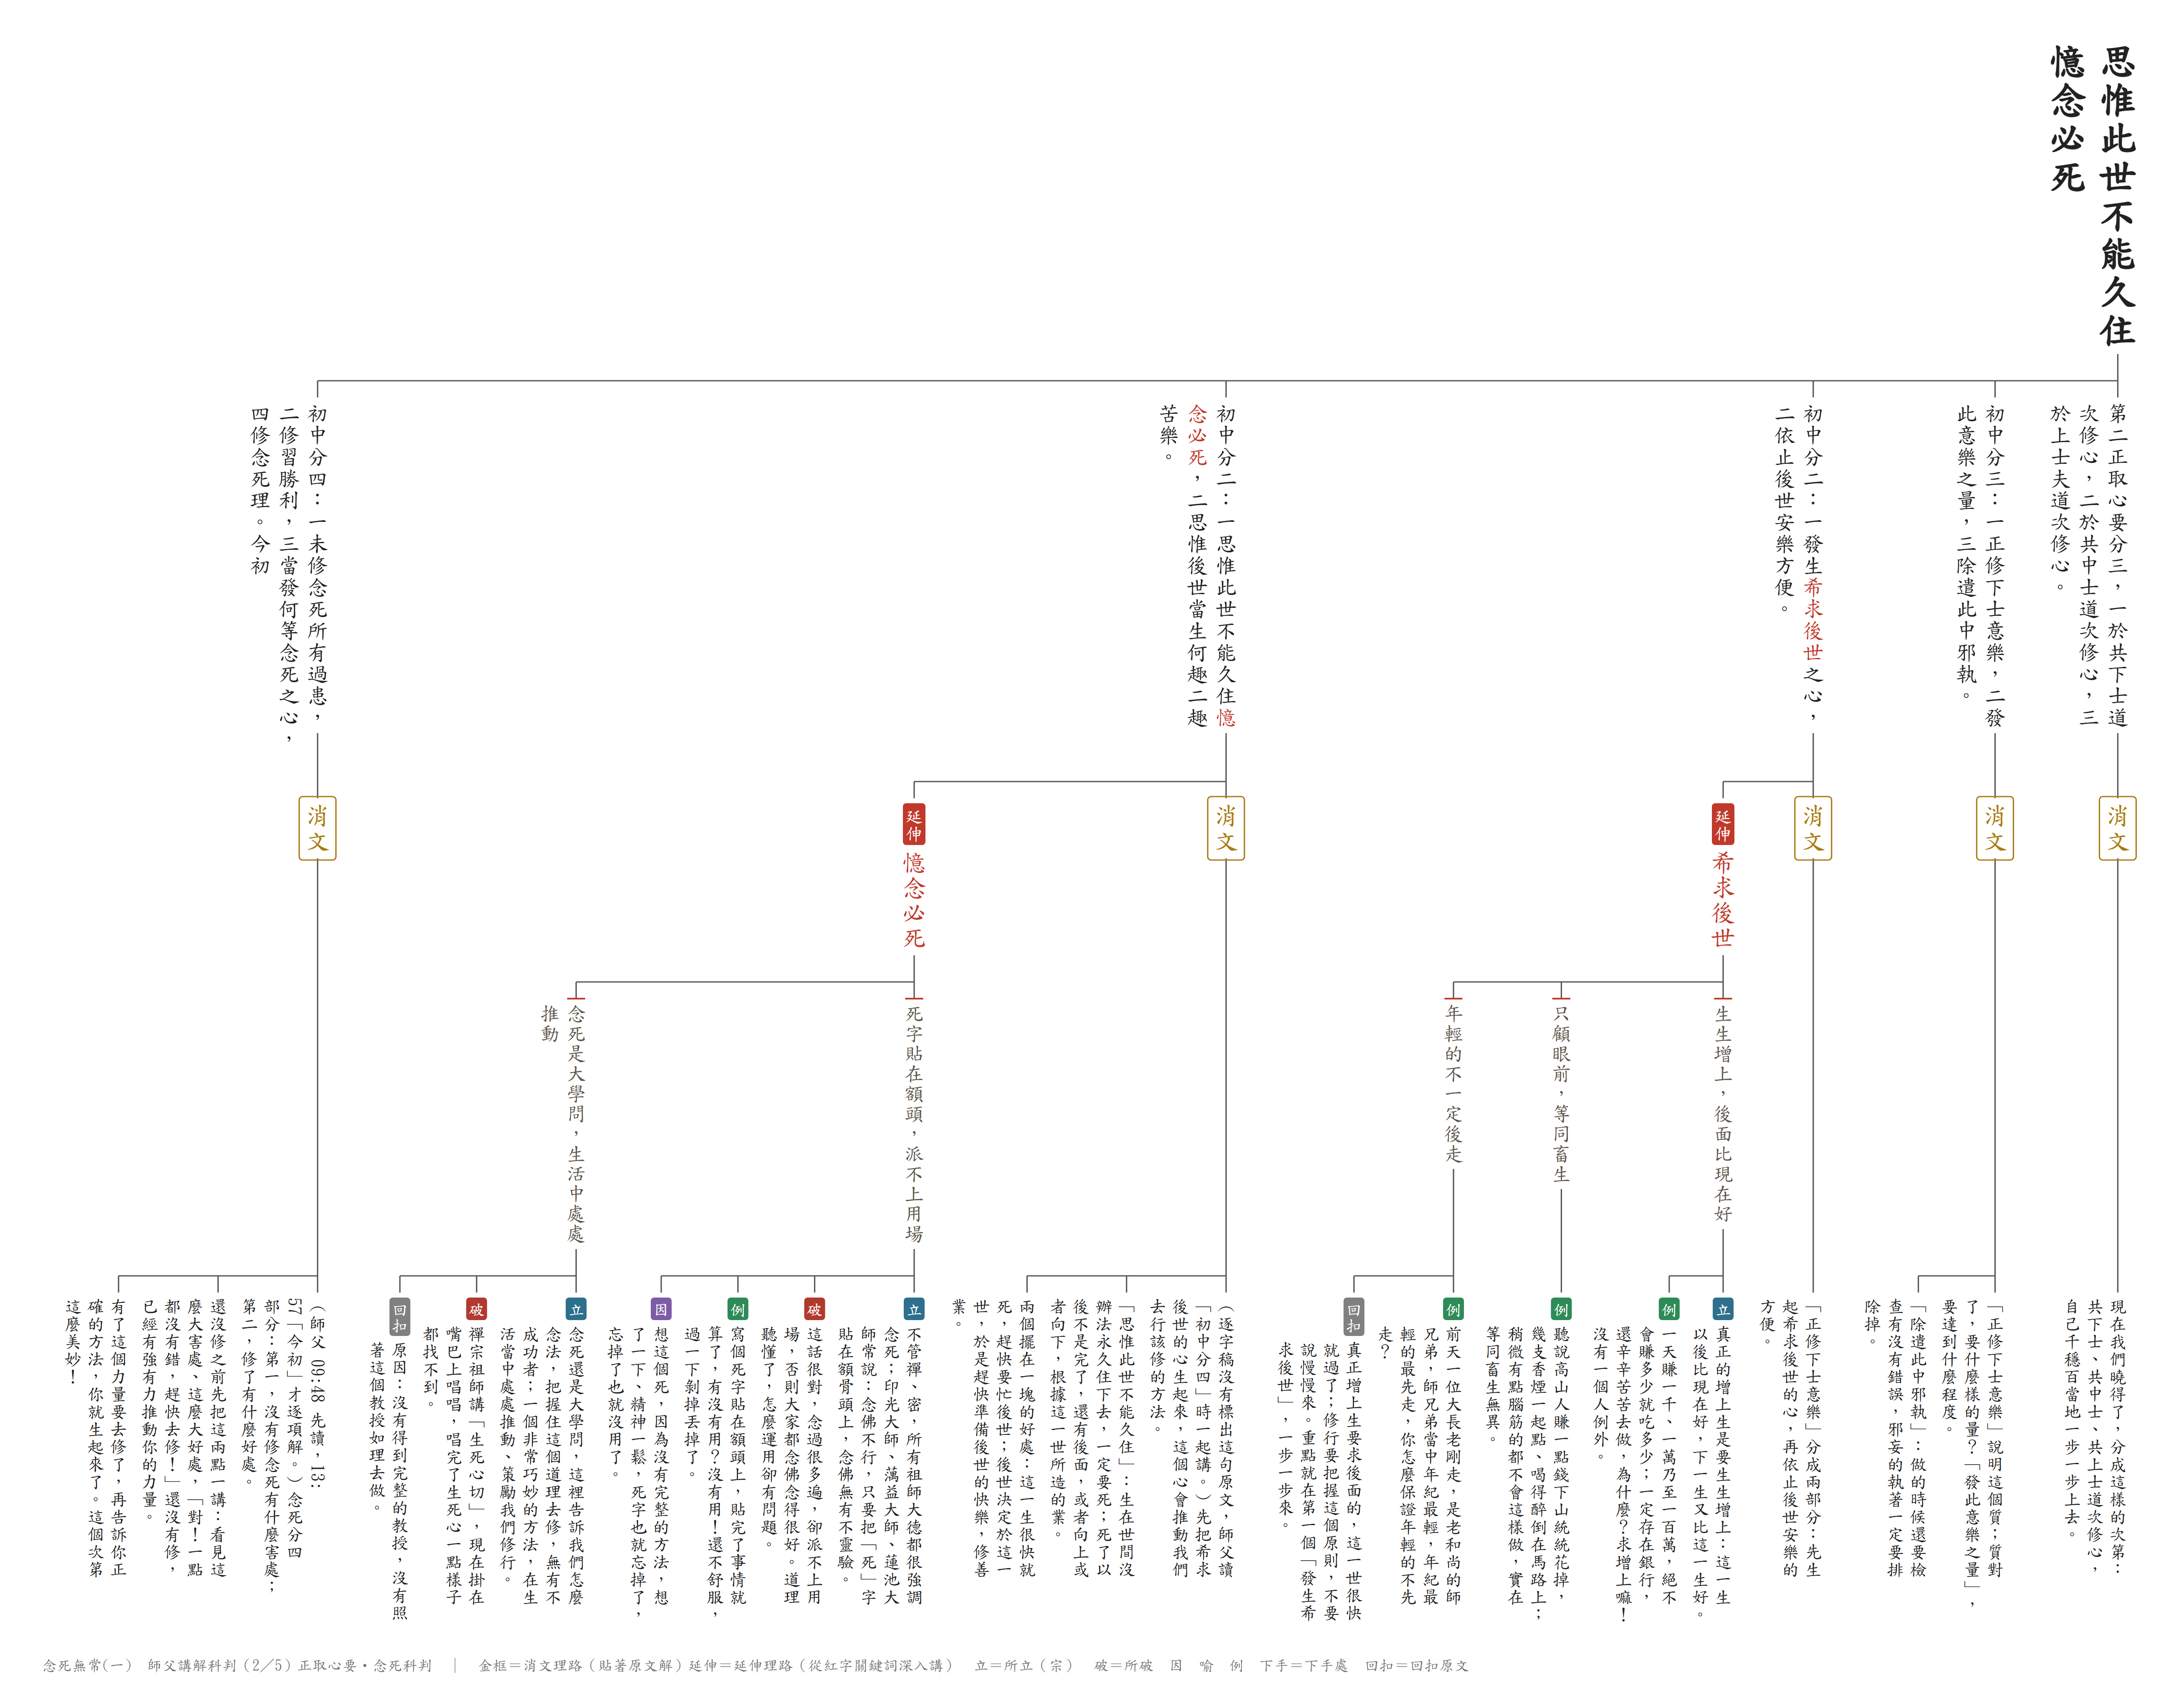 思惟此世不能久住
憶念必死
第二正取心要分三，一於共下士道
次修心，二於共中士道次修心，三
於上士夫道次修心。
初中分三：一正修下士意樂，二發
此意樂之量，三除遣此中邪執。
初中分二：一發生希求後世之心，
二依止後世安樂方便。
初中分二：一思惟此世不能久住憶
念必死，二思惟後世當生何趣二趣
苦樂。
初中分四：一未修念死所有過患，
二修習勝利，三當發何等念死之心，
四修念死理。今初
消文
消文
消文
延伸
希求後世
消文
延伸
憶念必死
消文
生生增上，後面比現在好
只顧眼前，等同畜生
年輕的不一定後走
死字貼在額頭，派不上用場
念死是大學問，生活中處處
推動
現在我們曉得了，分成這樣的次第：
共下士、共中士、共上士道次修心，
自己千穩百當地一步一步上去。
「正修下士意樂」說明這個質；質對
了，要什麼樣的量？「發此意樂之量」，
要達到什麼程度。
「除遣此中邪執」：做的時候還要檢
查有沒有錯誤，邪妄的執著一定要排
除掉。
「正修下士意樂」分成兩部分：先生
起希求後世的心，再依止後世安樂的
方便。
立
真正的增上生是要生生增上：這一生
以後比現在好，下一生又比這一生好。
例
一天賺一千、一萬乃至一百萬，絕不
會賺多少就吃多少；一定存在銀行，
還辛辛苦苦去做，為什麼？求增上嘛！
沒有一個人例外。
例
聽說高山人賺一點錢下山統統花掉，
幾支香煙一起點、喝得醉倒在馬路上；
稍微有點腦筋的都不會這樣做，實在
等同畜生無異。
例
前天一位大長老剛走，是老和尚的師
兄弟，師兄弟當中年紀最輕，年紀最
輕的最先走，你怎麼保證年輕的不先
走？
回扣
真正增上生要求後面的，這一世很快
就過了；修行要把握這個原則，不要
說慢慢來。重點就在第一個「發生希
求後世」，一步一步來。
（逐字稿沒有標出這句原文，師父讀
「初中分四」時一起講。）先把希求
後世的心生起來，這個心會推動我們
去行該修的方法。
「思惟此世不能久住」：生在世間沒
辦法永久住下去，一定要死；死了以
後不是完了，還有後面，或者向上或
者向下，根據這一世所造的業。
兩個擺在一塊的好處：這一生很快就
死，趕快要忙後世；後世決定於這一
世，於是趕快準備後世的快樂，修善
業。
立
不管禪、密，所有祖師大德都很強調
念死；印光大師、蕅益大師、蓮池大
師常說：念佛不行，只要把「死」字
貼在額骨頭上，念佛無有不靈驗。
破
這話很對，念過很多遍，卻派不上用
場，否則大家都念佛念得很好。道理
聽懂了，怎麼運用卻有問題。
例
寫個死字貼在額頭上，貼完了事情就
算了，有沒有用？沒有用！還不舒服，
過一下剝掉丟掉了。
因
想這個死，因為沒有完整的方法，想
了一下、精神一鬆，死字也就忘掉了，
忘掉了也就沒用了。
立
念死還是大學問，這裡告訴我們怎麼
念法，把握住這個道理去修，無有不
成功者；一個非常巧妙的方法，在生
活當中處處推動、策勵我們修行。
破
禪宗祖師講「生死心切」，現在掛在
嘴巴上唱唱，唱完了生死心一點樣子
都找不到。
回扣
原因：沒有得到完整的教授，沒有照
著這個教授如理去做。
（師父 09:48 先讀，13:
57「今初」才逐項解。）念死分四
部分：第一，沒有修念死有什麼害處；
第二，修了有什麼好處。
還沒修之前先把這兩點一講：看見這
麼大害處、這麼大好處，「對！一點
都沒有錯，趕快去修！」還沒有修，
已經有強有力推動你的力量。
有了這個力量要去修了，再告訴你正
確的方法，你就生起來了。這個次第
這麼美妙！
念死無常(一)　師父講解科判（2／5）正取心要・念死科判　｜　金框＝消文理路（貼著原文解）延伸＝延伸理路（從紅字關鍵詞深入講）　立＝所立（宗）　破＝所破　因　喻　例　下手＝下手處　回扣＝回扣原文